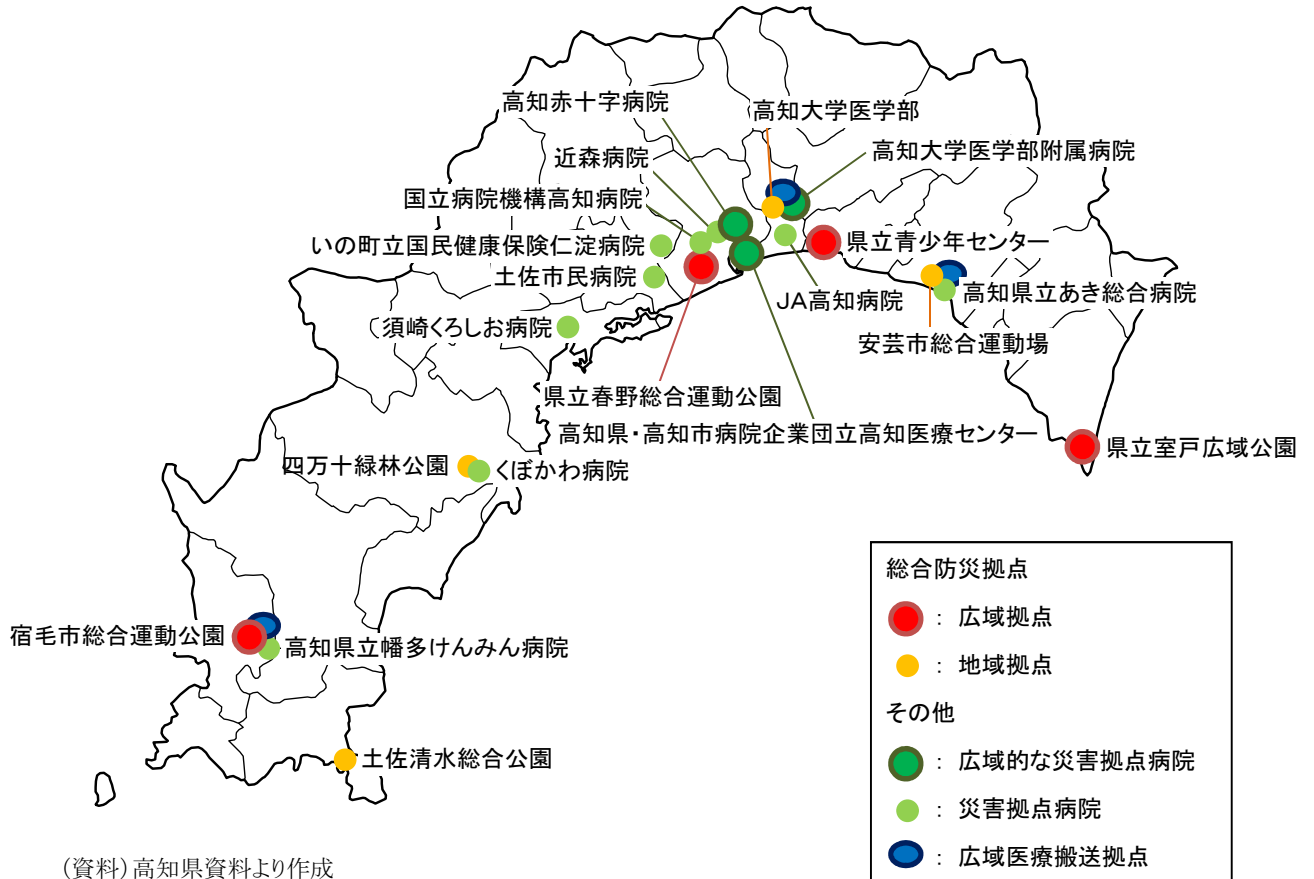 高知赤十字病院
高知大学医学部
近森病院
高知大学医学部附属病院
国立病院機構高知病院
いの町立国民健康保険仁淀病院
県立青少年センター
土佐市民病院
JA高知病院
高知県立あき総合病院
須崎くろしお病院
安芸市総合運動場
県立春野総合運動公園
高知県・高知市病院企業団立高知医療センター
県立室戸広域公園
四万十緑林公園
くぼかわ病院
宿毛市総合運動公園
高知県立幡多けんみん病院
土佐清水総合公園
総合防災拠点
： 広域拠点
： 地域拠点
その他
： 広域的な災害拠点病院
： 災害拠点病院
： 広域医療搬送拠点
（資料）高知県資料より作成